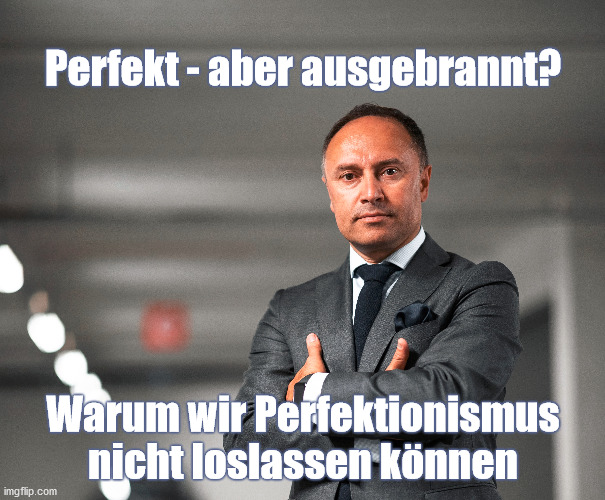 Perfekt - aber ausgebrannt?
Warum wir Perfektionismus
nicht loslassen können
imgflip.com